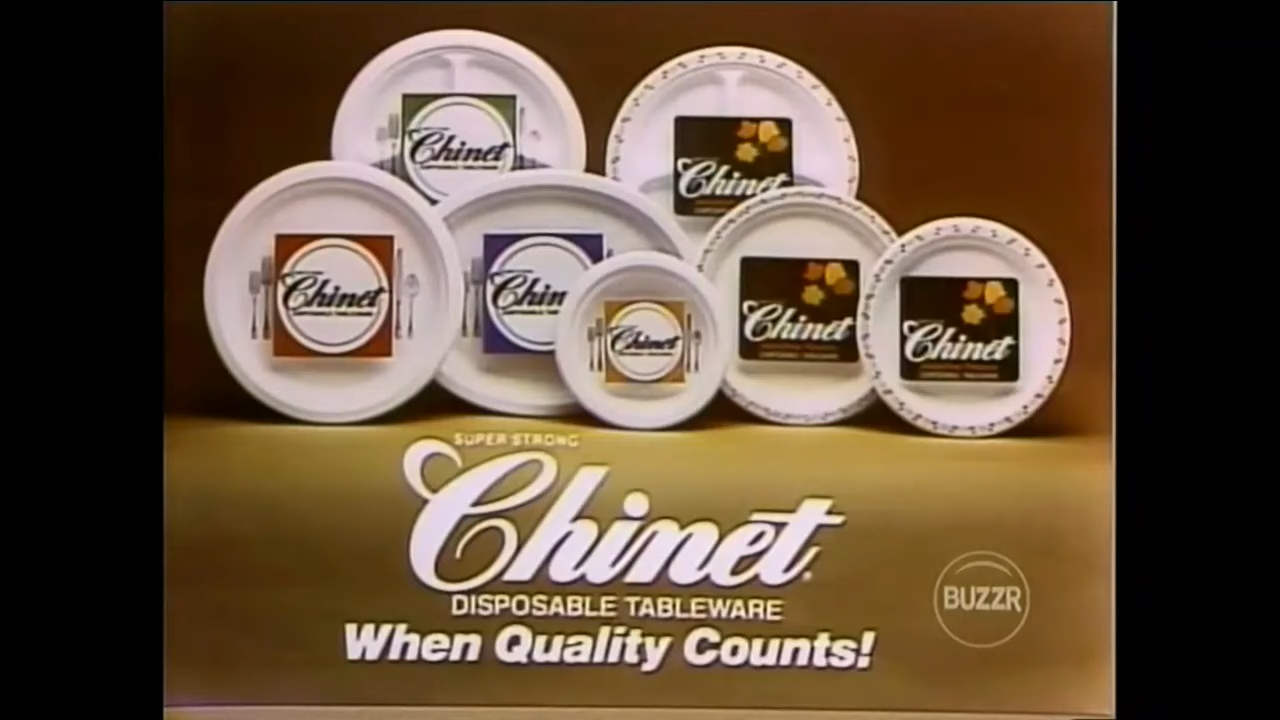 Chinet
Chinet
Chinet
Chin
Chinet
Chinet
Chinet
SUPER STRONG
Chinet
DISPOSABLE TABLEWARE
When Quality Counts!
BUZZR